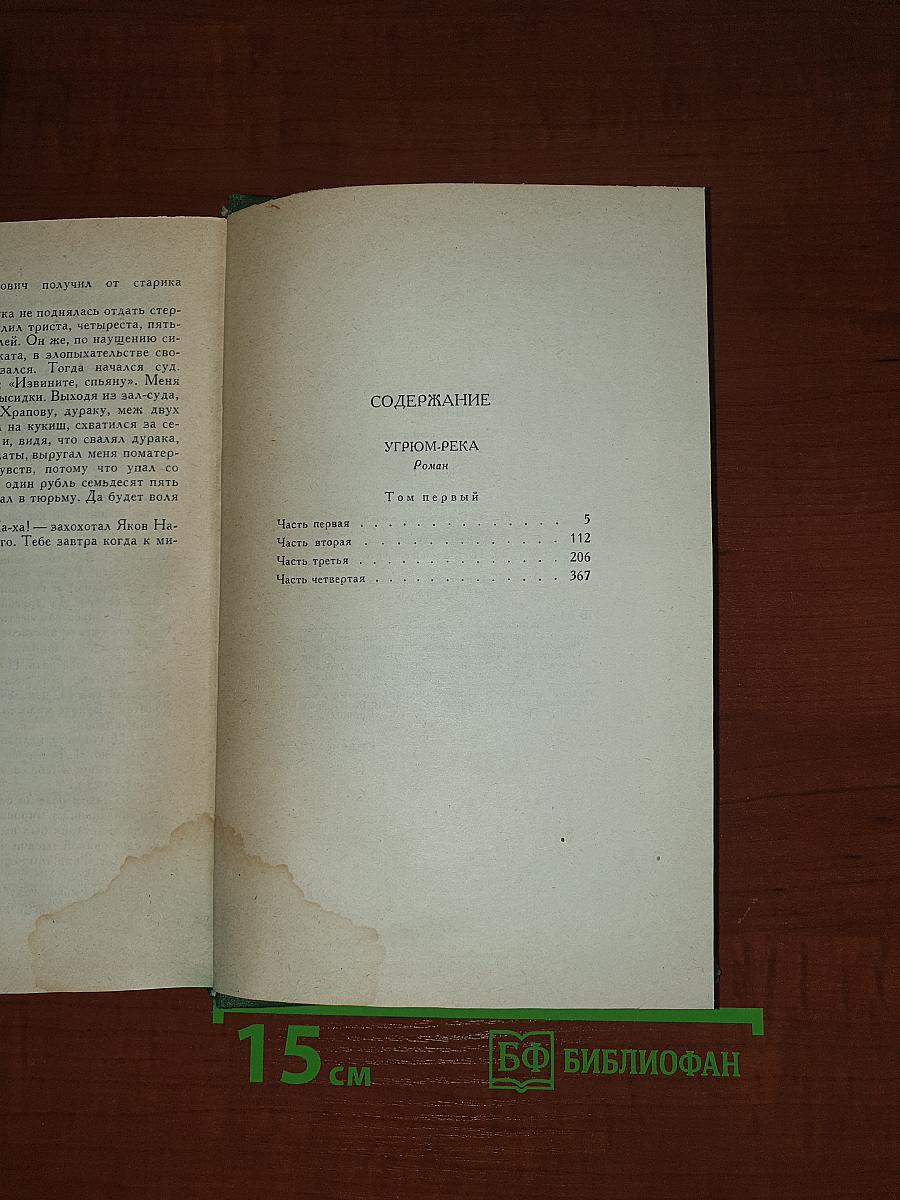 ович получил от старика
ка не поднялась отдать стер-
лил триста, четыреста, пять-
лей. Он же, по наущению си-
ката, в злопыхательстве сво-
зался. Тогда начался суд.
«Извините, спьяну». Меня
ысидки. Выходя из зал-суда,
Храпову, дураку, меж двух
л на кукиш, схватился за се-
и, видя, что свалял дурака,
латы, выругал меня поматер-
увств, потому что упал со
один рубль семьдесят пять
ал в тюрьму. Да будет воля
а-ха! — захохотал Яков На-
го. Тебе завтра когда к ми-
СОДЕРЖАНИЕ
УГРЮМ-РЕКА
Роман
Том первый
Часть первая . . . . . . . . . . . . . . 5
Часть вторая . . . . . . . . . . . . . . 112
Часть третья . . . . . . . . . . . . . . 206
Часть четвертая . . . . . . . . . . . . . 367
15 см
БФ БИБЛИОФАН